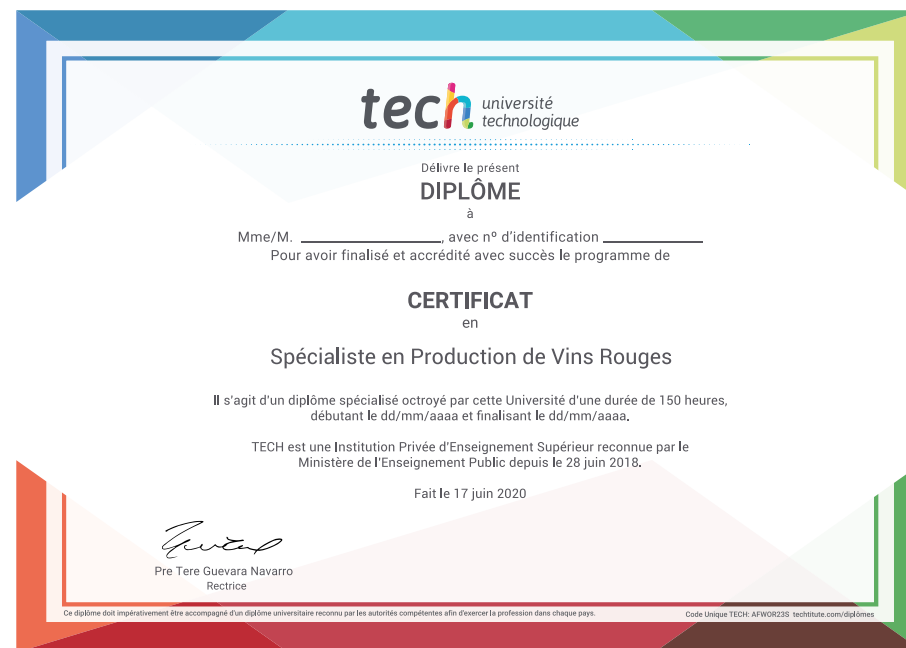 tech université
technologique
Délivre le présent
DIPLÔME
à
Mme/M. ____________________, avec nº d'identification ______________
Pour avoir finalisé et accrédité avec succès le programme de
CERTIFICAT
en
Spécialiste en Production de Vins Rouges
Il s'agit d'un diplôme spécialisé octroyé par cette Université d'une durée de 150 heures,
débutant le dd/mm/aaaa et finalisant le dd/mm/aaaa.
TECH est une Institution Privée d'Enseignement Supérieur reconnue par le
Ministère de l'Enseignement Public depuis le 28 juin 2018.
Fait le 17 juin 2020
Pre Tere Guevara Navarro
Rectrice
Ce diplôme doit impérativement être accompagné d'un diplôme universitaire reconnu par les autorités compétentes afin d'exercer la profession dans chaque pays.
Code Unique TECH: AFWOR23S techtitute.com/diplômes